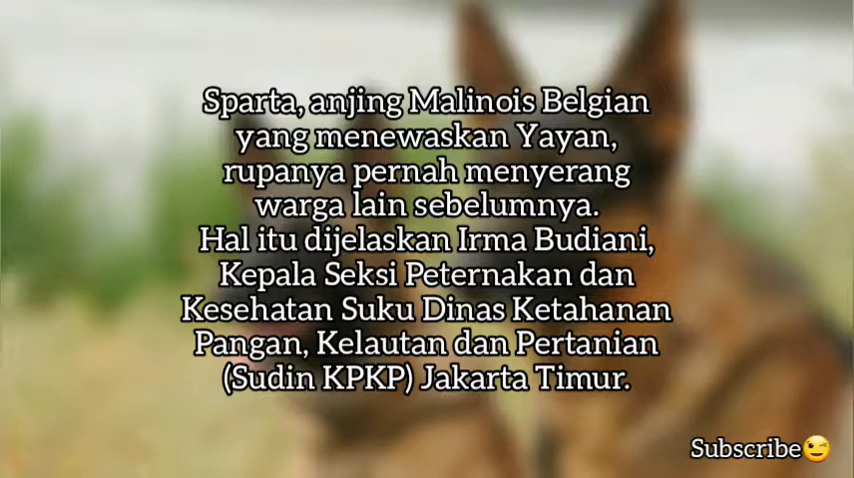 Sparta, anjing Malinois Belgian
yang menewaskan Yayan,
rupanya pernah menyerang
warga lain sebelumnya.
Hal itu dijelaskan Irma Budiani,
Kepala Seksi Peternakan dan
Kesehatan Suku Dinas Ketahanan
Pangan, Kelautan dan Pertanian
(Sudin KPKP) Jakarta Timur.
Subscribe😉